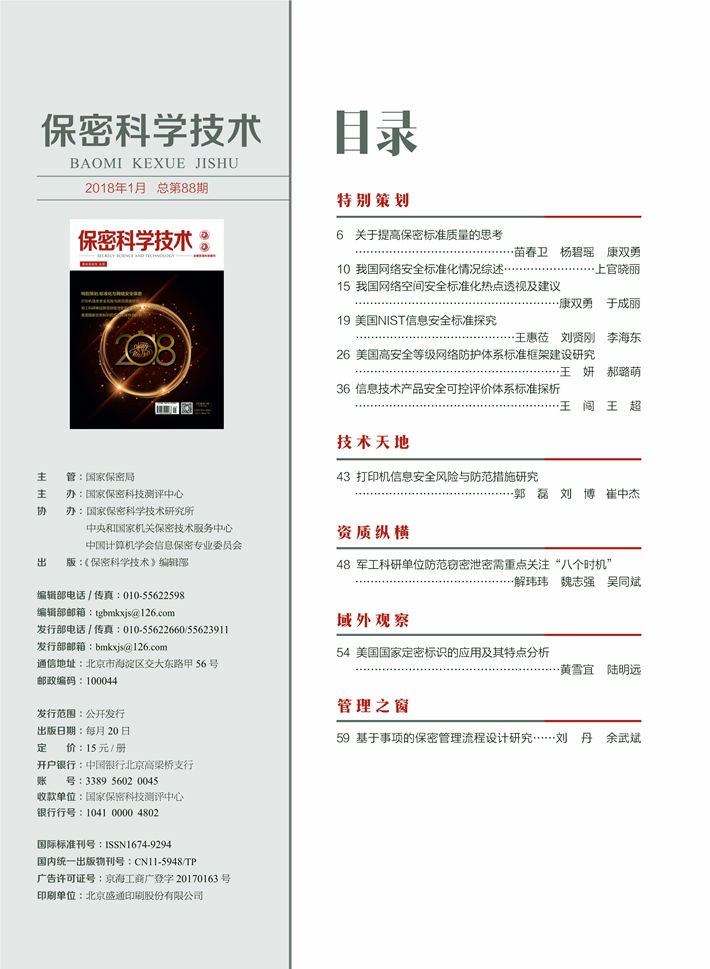 保密科学技术
BAOMI KEXUE JISHU
2018年1月 总第88期
保密科学技术
SECRECY SCIENCE AND TECHNOLOGY
2018
主 管：国家保密局
主 办：国家保密科技测评中心
协 办：国家保密科学技术研究所
中央和国家机关保密技术服务中心
中国计算机学会信息保密专业委员会
出 版：《保密科学技术》编辑部
编辑部电话 / 传真：010-55622598
编辑部邮箱：tgbmkxjs@126.com
发行部电话 / 传真：010-55622660/55623911
发行部邮箱：bmkxjs@126.com
通信地址：北京市海淀区交大东路甲 56 号
邮政编码：100044
发行范围：公开发行
出版日期：每月 20 日
定 价：15 元 / 册
开户银行：中国银行北京高梁桥支行
账 号：3389 5602 0045
收款单位：国家保密科技测评中心
银行行号：1041 0000 4802
国际标准刊号：ISSN1674-9294
国内统一出版物刊号：CN11-5948/TP
广告许可证号：京海工商广登字 20170163 号
印刷单位：北京盛通印刷股份有限公司
目录
特别策划
6 关于提高保密标准质量的思考
……………………………………苗春卫 杨碧瑶 康双勇
10 我国网络安全标准化情况综述……………………上官晓丽
15 我国网络空间安全标准化热点透视及建议
……………………………………………康双勇 于成丽
19 美国NIST信息安全标准探究
……………………………………王惠莅 刘贤刚 李海东
26 美国高安全等级网络防护体系标准框架建设研究
……………………………………………王 妍 郝璐萌
36 信息技术产品安全可控评价体系标准探析
……………………………………………王 闯 王 超
技术天地
43 打印机信息安全风险与防范措施研究
……………………………………郭 磊 刘 博 崔中杰
资质纵横
48 军工科研单位防范窃密泄密需重点关注“八个时机”
……………………………………解玮玮 魏志强 吴同斌
域外观察
54 美国国家定密标识的应用及其特点分析
……………………………………………黄雪宜 陆明远
管理之窗
59 基于事项的保密管理流程设计研究……刘 丹 余武斌